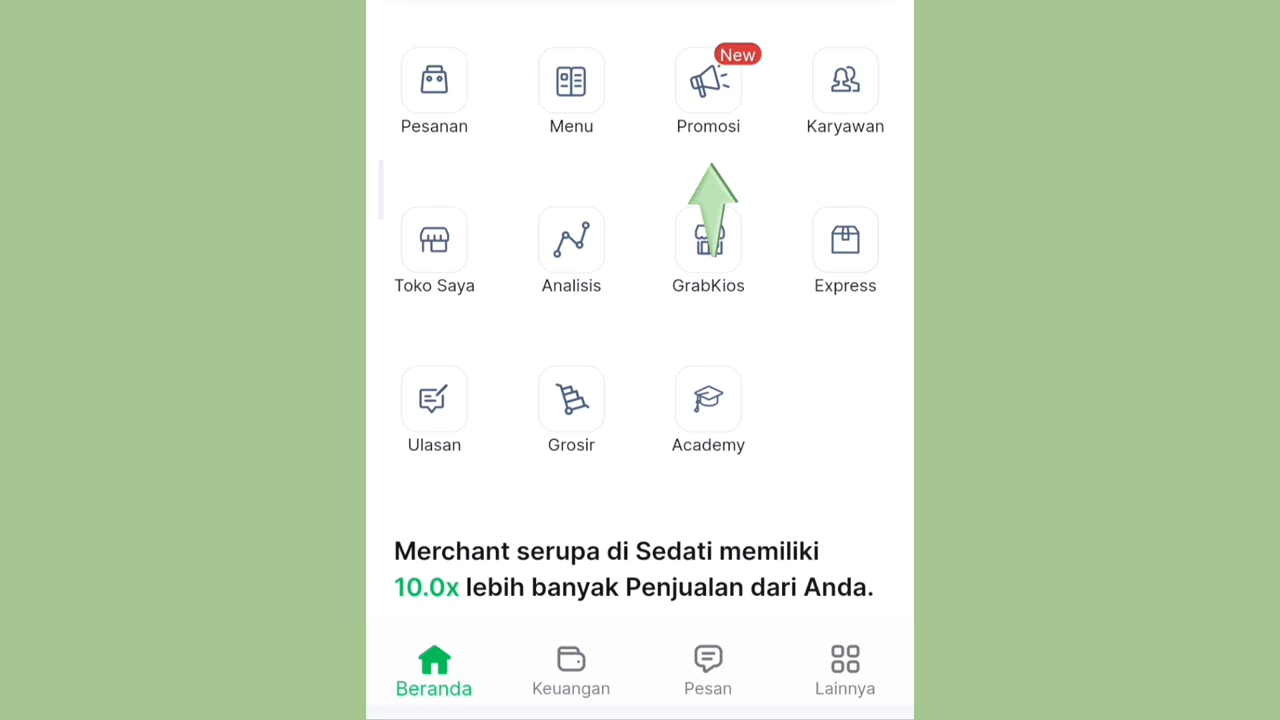 New
Pesanan
Menu
Promosi
Karyawan
Toko Saya
Analisis
GrabKios
Express
Ulasan
Grosir
Academy
Merchant serupa di Sedati memiliki
10.0x lebih banyak Penjualan dari Anda.
Beranda
Keuangan
Pesan
Lainnya